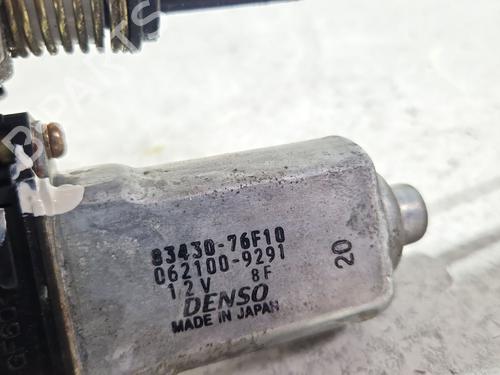 83430-76F10
062100-9291
12V 8F
DENSO
MADE IN JAPAN
20